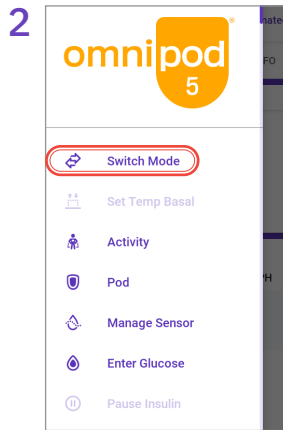 2
omnipod
5
Switch Mode
Set Temp Basal
Activity
Pod
Manage Sensor
Enter Glucose
Pause Insulin